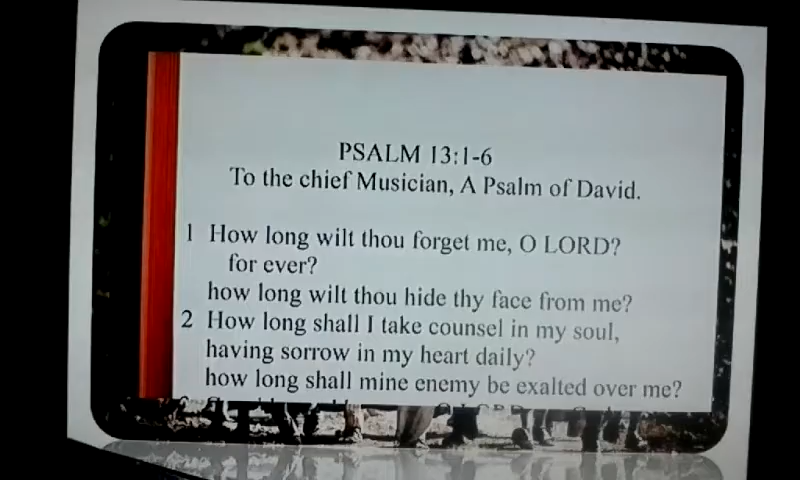 PSALM 13:1-6
To the chief Musician, A Psalm of David.
1 How long wilt thou forget me, O LORD?
for ever?
how long wilt thou hide thy face from me?
2 How long shall I take counsel in my soul,
having sorrow in my heart daily?
how long shall mine enemy be exalted over me?